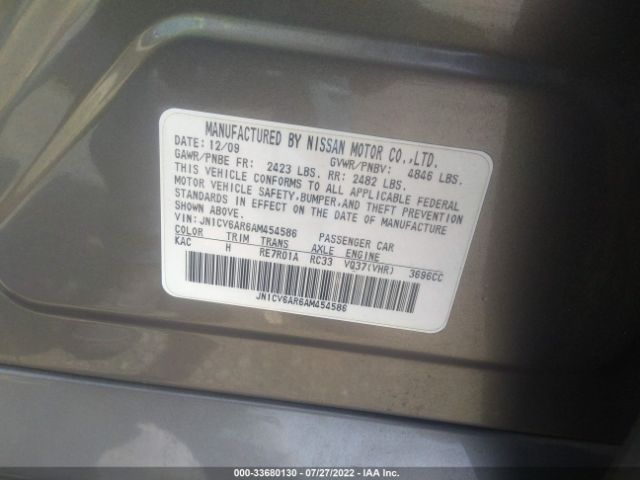 MANUFACTURED BY NISSAN MOTOR CO.,LTD.
DATE: 12/09 GVWR/PNBV: 4846 LBS.
GAWR/PNBE FR: 2423 LBS. RR: 2482 LBS.
THIS VEHICLE CONFORMS TO ALL APPLICABLE FEDERAL
MOTOR VEHICLE SAFETY,BUMPER,AND THEFT PREVENTION
STANDARDS IN EFFECT ON THE DATE OF MANUFACTURE
SHOWN ABOVE.
VIN: JN1CV6AR6AM454586 PASSENGER CAR
COLOR TRIM TRANS AXLE ENGINE
KAC H RE7R01A RC33 VQ37(VHR) 3696CC
JN1CV6AR6AM454586
000-33680130 - 07/27/2022 - IAA Inc.